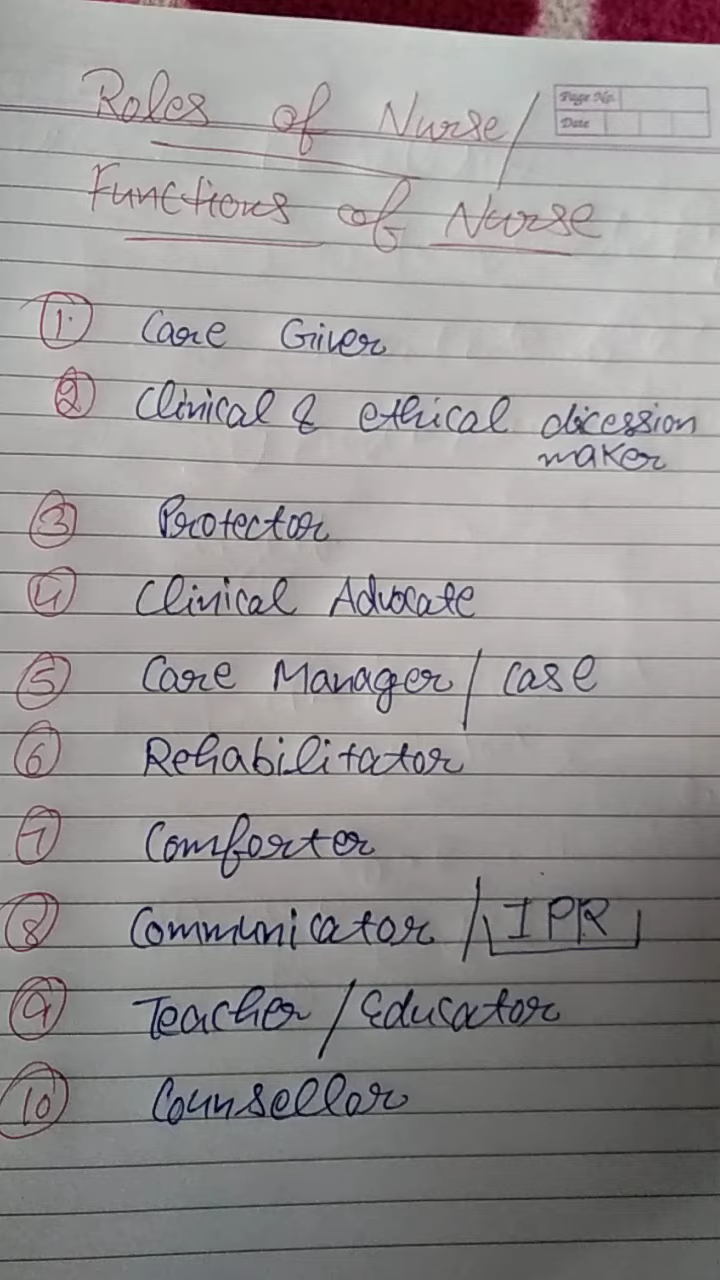 Page No.
Date
Roles of Nurse/
Functions of Nurse
1. Care Giver
2 Clinical & ethical dicession
maker
3 Protector
4 Clinical Advocate
5 Care Manager / case
6 Rehabilitator
7 Comforter
8 Communicator / IPR
9 Teacher / Educator
10 Counsellor